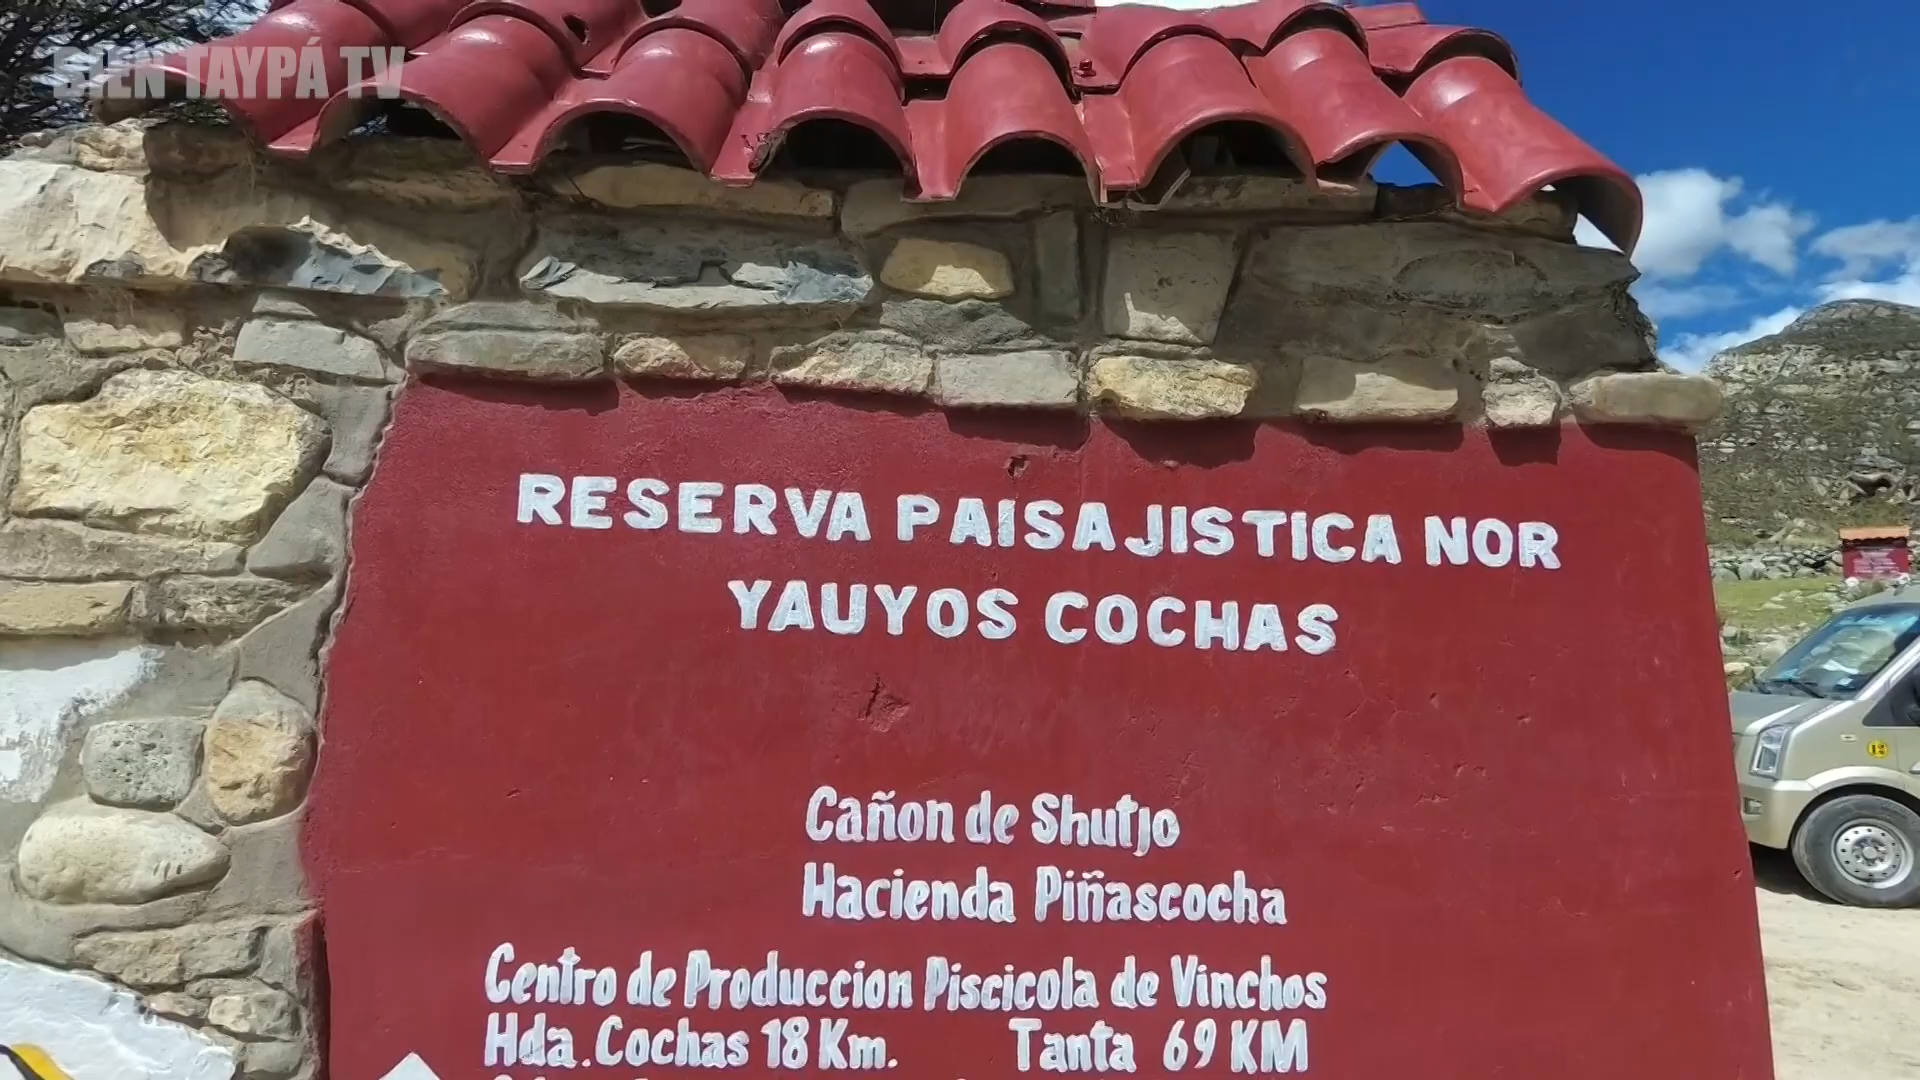 BIEN TAYPÁ TV
RESERVA PAISAJISTICA NOR
YAUYOS COCHAS
Cañon de Shutjo
Hacienda Piñascocha
Centro de Produccion Piscicola de Vinchos
Hda. Cochas 18 Km. Tanta 69 KM